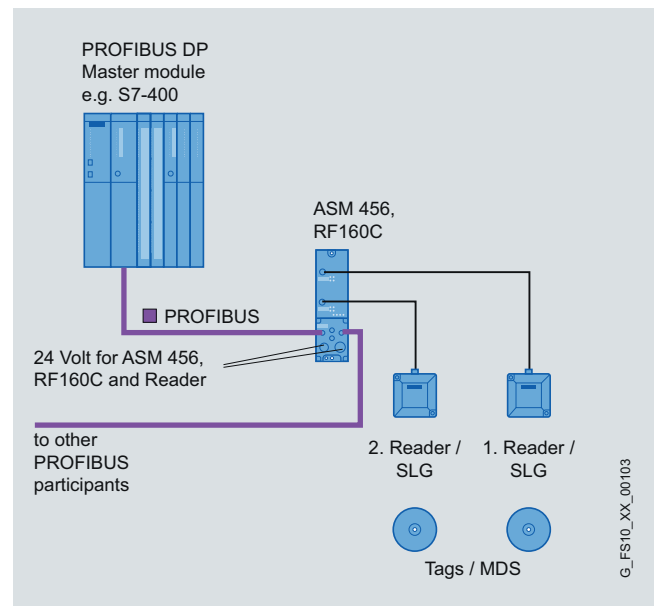 PROFIBUS DP
Master module
e.g. S7-400
ASM 456,
RF160C
PROFIBUS
24 Volt for ASM 456,
RF160C and Reader
to other
PROFIBUS
participants
2. Reader /
SLG
1. Reader /
SLG
Tags / MDS
G_FS10_XX_00103